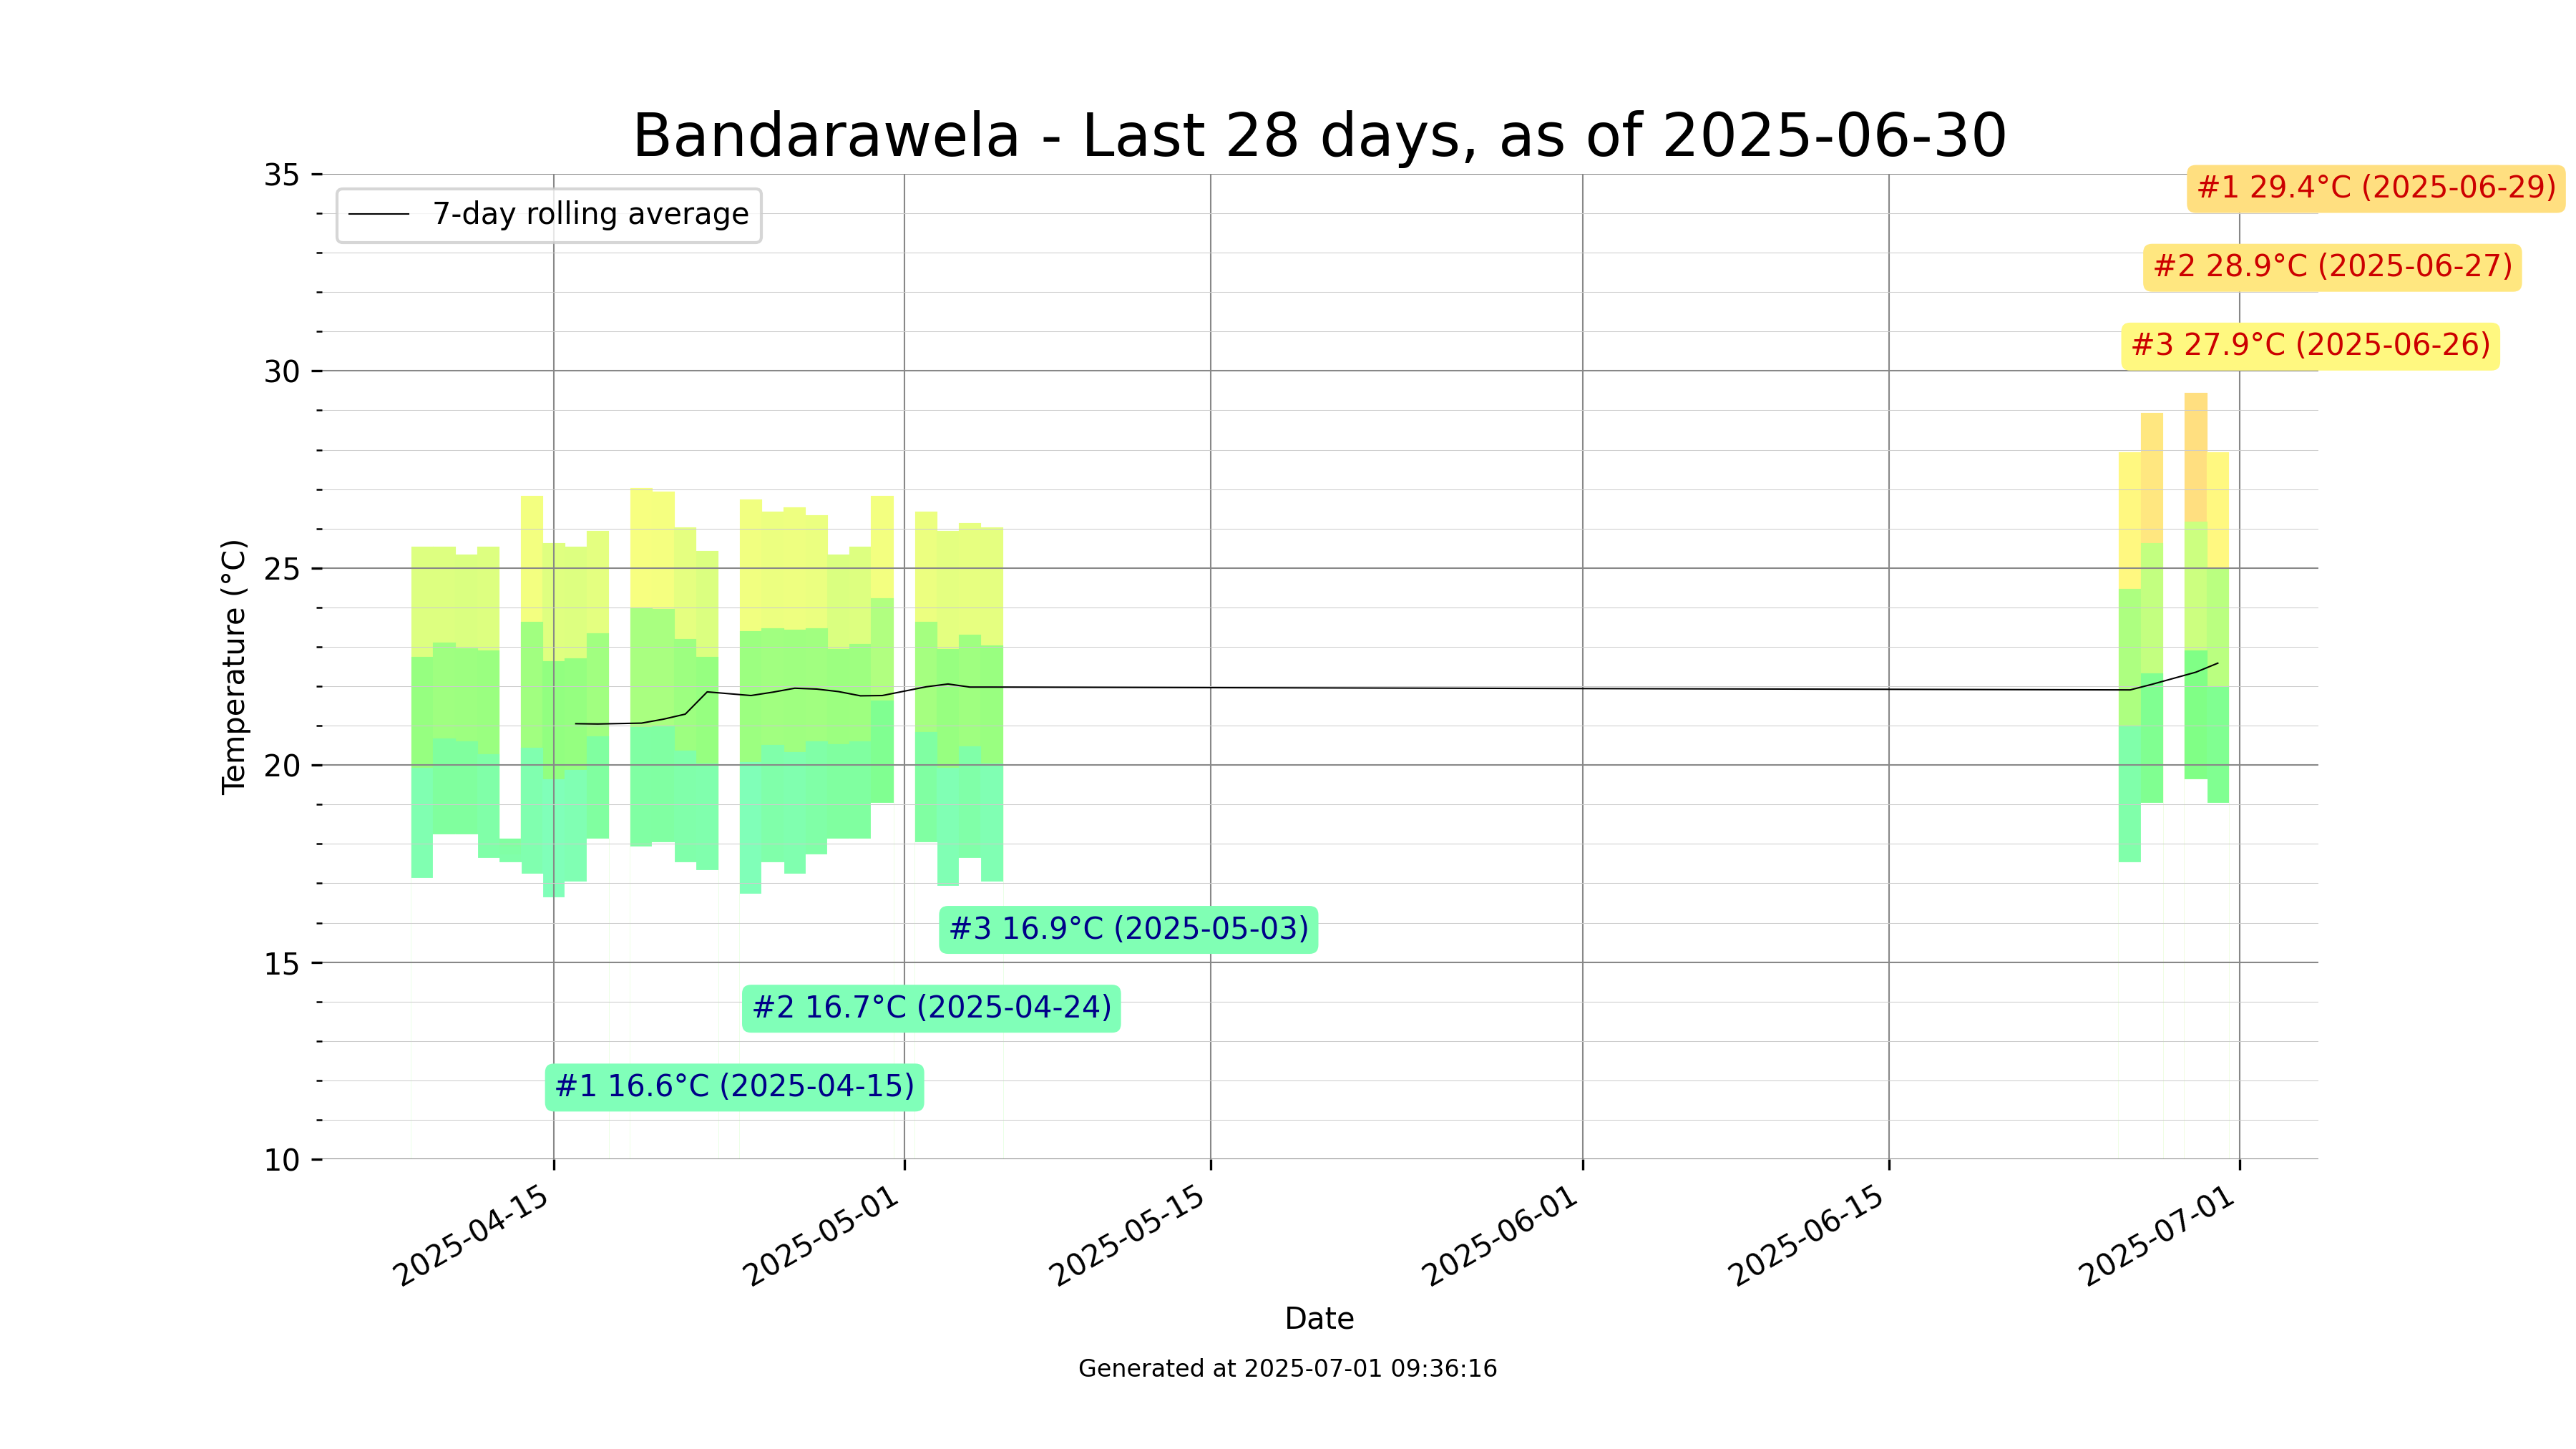 Bandarawela - Last 28 days, as of 2025-06-30
35
7-day rolling average
#1 29.4°C (2025-06-29)
#2 28.9°C (2025-06-27)
#3 27.9°C (2025-06-26)
30
25
Temperature (°C)
20
#3 16.9°C (2025-05-03)
15
#2 16.7°C (2025-04-24)
#1 16.6°C (2025-04-15)
10
2025-04-15
2025-05-01
2025-05-15
2025-06-01
2025-06-15
2025-07-01
Date
Generated at 2025-07-01 09:36:16